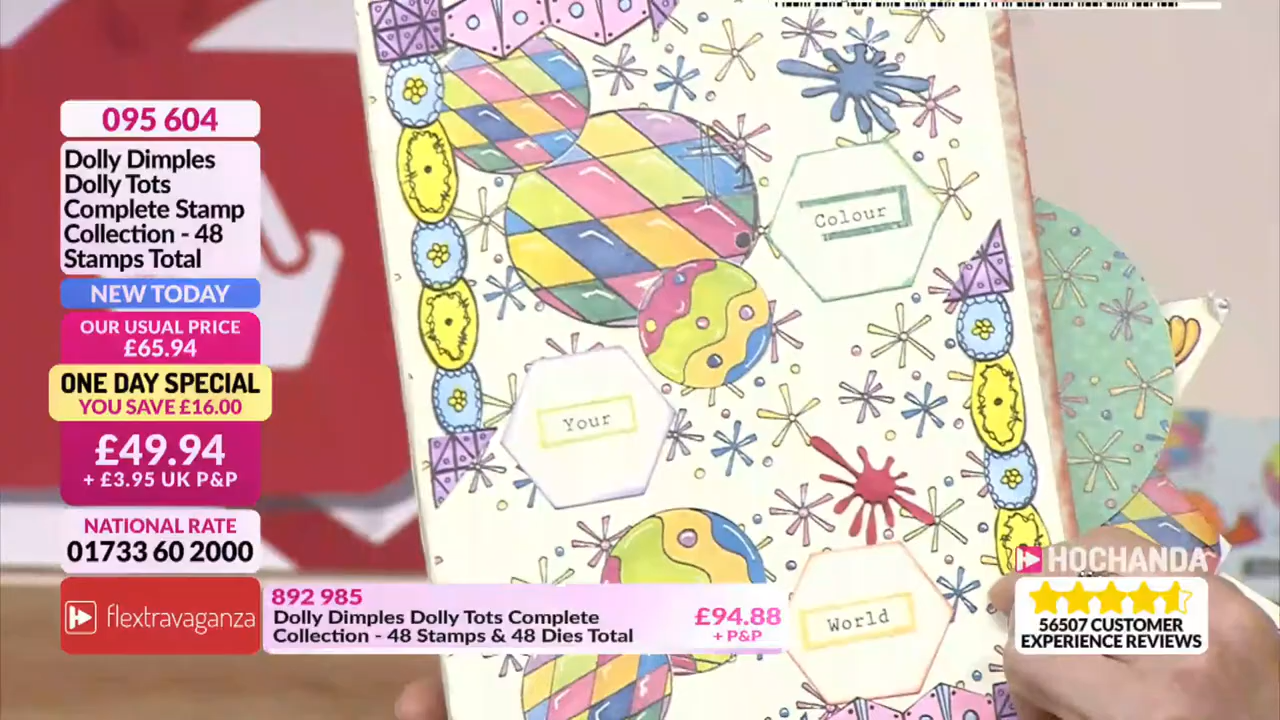 095 604
Dolly Dimples
Dolly Tots
Complete Stamp
Collection - 48
Stamps Total
NEW TODAY
OUR USUAL PRICE
£65.94
ONE DAY SPECIAL
YOU SAVE £16.00
£49.94
+ £3.95 UK P&P
NATIONAL RATE
01733 60 2000
flextravaganza
892 985
Dolly Dimples Dolly Tots Complete
Collection - 48 Stamps & 48 Dies Total
£94.88
+ P&P
Colour
Your
World
HOCHANDA
56507 CUSTOMER
EXPERIENCE REVIEWS